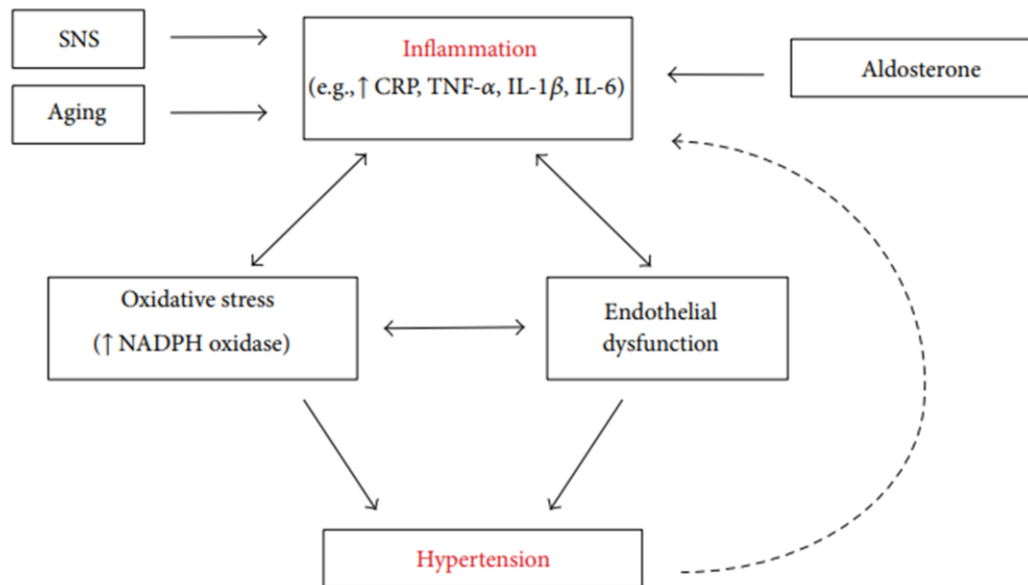 SNS
Aging
Inflammation
(e.g., ↑ CRP, TNF-α, IL-1β, IL-6)
Aldosterone
Oxidative stress
(↑ NADPH oxidase)
Endothelial
dysfunction
Hypertension